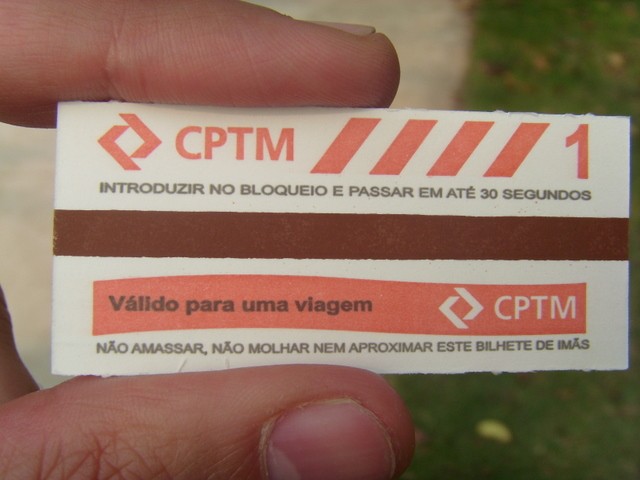 CPTM 1
INTRODUZIR NO BLOQUEIO E PASSAR EM ATÉ 30 SEGUNDOS
Válido para uma viagem CPTM
NÃO AMASSAR, NÃO MOLHAR NEM APROXIMAR ESTE BILHETE DE IMÃS